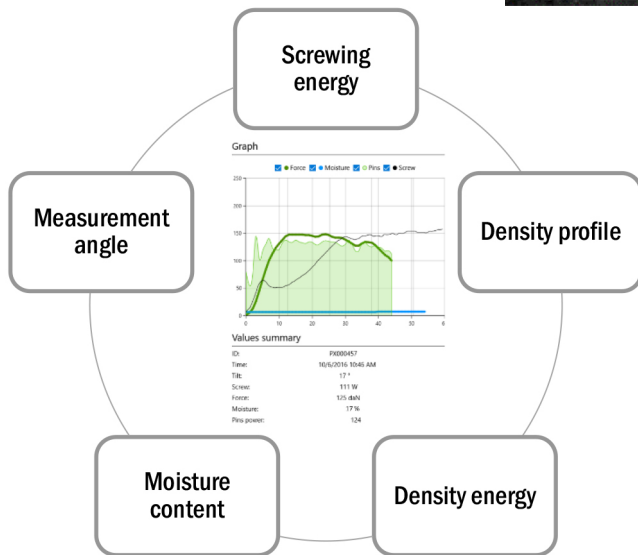 Screwing
energy
Graph
Force Moisture Pins Screw
250
200
150
100
50
0
0 10 20 30 40 50 6
Measurement
angle
Density profile
Values summary
ID: PX000457
Time: 10/6/2016 10:46 AM
Tilt: 17 °
Screw: 111 W
Force: 125 daN
Moisture: 17 %
Pins power: 124
Moisture
content
Density energy